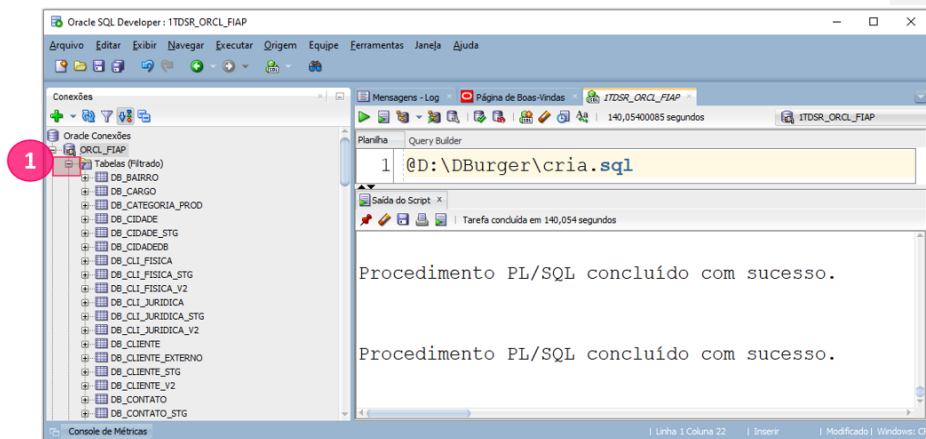 Oracle SQL Developer : 1TDSR_ORCL_FIAP
Arquivo Editar Exibir Navegar Executar Origem Equipe Ferramentas Janela Ajuda
Conexões
Mensagens - Log
Página de Boas-Vindas
1TDSR_ORCL_FIAP
140,05400085 segundos
1TDSR_ORCL_FIAP
Oracle Conexões
ORCL_FIAP
1
Tabelas (Filtrado)
DB_BAIRRO
DB_CARGO
DB_CATEGORIA_PROD
DB_CIDADE
DB_CIDADE_STG
DB_CIDADEDB
DB_CLI_FISICA
DB_CLI_FISICA_STG
DB_CLI_FISICA_V2
DB_CLI_JURIDICA
DB_CLI_JURIDICA_STG
DB_CLI_JURIDICA_V2
DB_CLIENTE
DB_CLIENTE_EXTERNO
DB_CLIENTE_STG
DB_CLIENTE_V2
DB_CONTATO
DB_CONTATO_STG
Planilha Query Builder
1 @D:\DBurger\cria.sql
Saída do Script x
Tarefa concluída em 140,054 segundos
Procedimento PL/SQL concluído com sucesso.
Procedimento PL/SQL concluído com sucesso.
Console de Métricas
| Linha 1 Coluna 22 | Inserir | Modificado | Windows: C